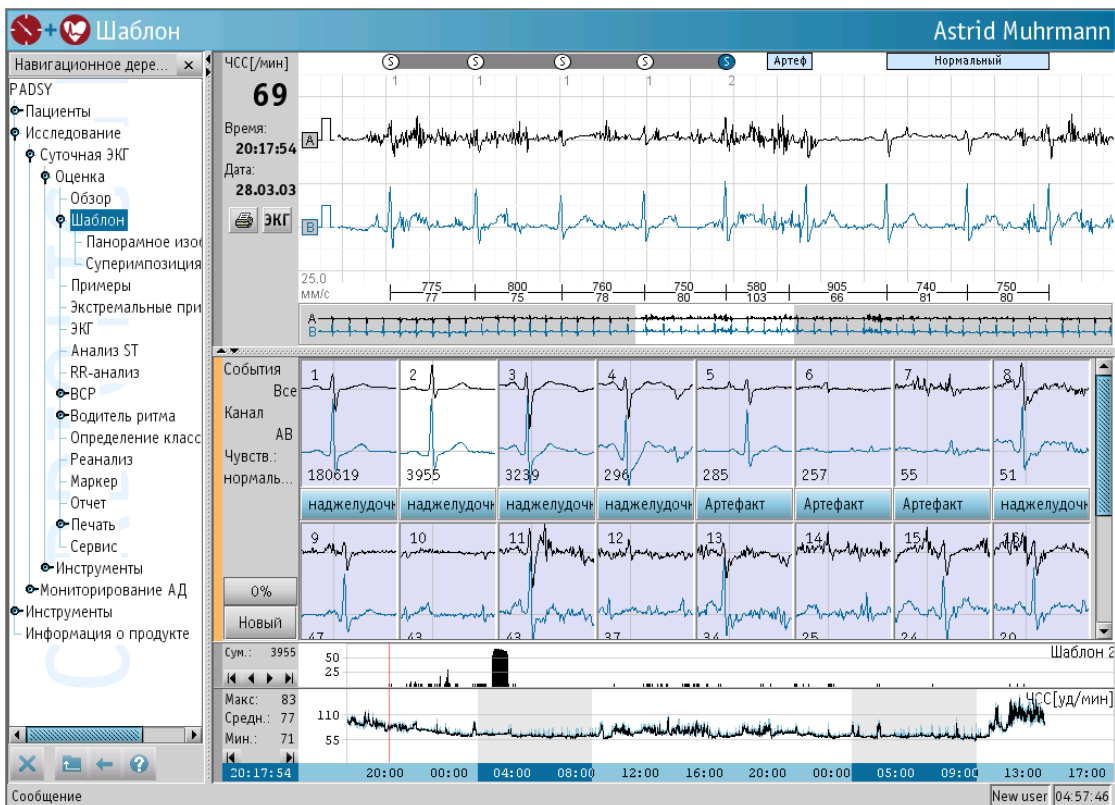 Шаблон
Astrid Muhrmann
Навигационное дере... ×
PADSY
Пациенты
Исследование
Суточная ЭКГ
Оценка
Обзор
Шаблон
Панорамное изо
Суперимпозиция
Примеры
Экстремальные при
ЭКГ
Анализ ST
RR-анализ
ВСР
Водитель ритма
Определение класс
Реанализ
Маркер
Отчет
Печать
Сервис
Инструменты
Мониторирование АД
Инструменты
Информация о продукте
ЧСС[/мин]
69
Время:
20:17:54
Дата:
28.03.03
ЭКГ
S S S S S Артеф Нормальный
1 1 1 1 2
A
B
25.0
мм/с
775 800 760 750 580 905 740 750
77 75 78 80 103 66 81 80
A
B
События
Все
Канал
AB
Чувств.:
нормаль...
0%
Новый
1 2 3 4 5 6 7 8
180619 3955 3239 296 285 257 55 51
наджелудочн наджелудочн наджелудочн наджелудочн Артефакт Артефакт Артефакт наджелудочн
9 10 11 12 13 14 15 16
47 43 43 37 34 25 24 20
Сум.: 3955
50
25
Шаблон 2
Макс: 83
Средн.: 77
Мин.: 71
110
55
ЧСС[уд/мин]
20:17:54 20:00 00:00 04:00 08:00 12:00 16:00 20:00 00:00 05:00 09:00 13:00 17:00
Сообщение
New user 04:57:46